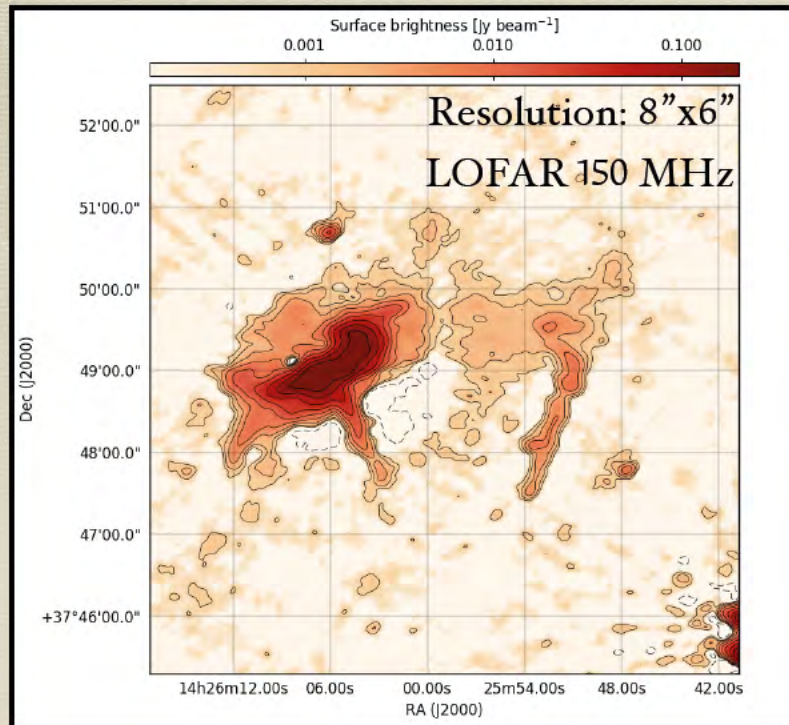 Surface brightness [Jy beam⁻¹]
0.001 0.010 0.100
Resolution: 8”x6”
LOFAR 150 MHz
52'00.0"
51'00.0"
50'00.0"
49'00.0"
48'00.0"
47'00.0"
+37°46'00.0"
Dec (J2000)
14h26m12.00s 06.00s 00.00s 25m54.00s 48.00s 42.00s
RA (J2000)